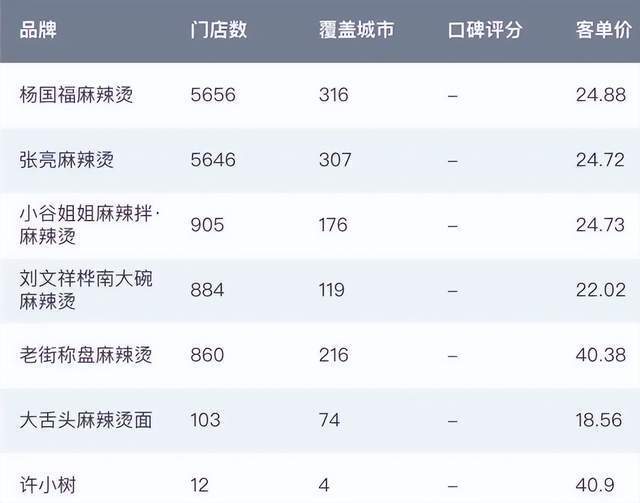 品牌 门店数 覆盖城市 口碑评分 客单价
杨国福麻辣烫 5656 316 – 24.88
张亮麻辣烫 5646 307 – 24.72
小谷姐姐麻辣拌·
麻辣烫 905 176 – 24.73
刘文祥桦南大碗
麻辣烫 884 119 – 22.02
老街称盘麻辣烫 860 216 – 40.38
大舌头麻辣烫面 103 74 – 18.56
许小树 12 4 – 40.9